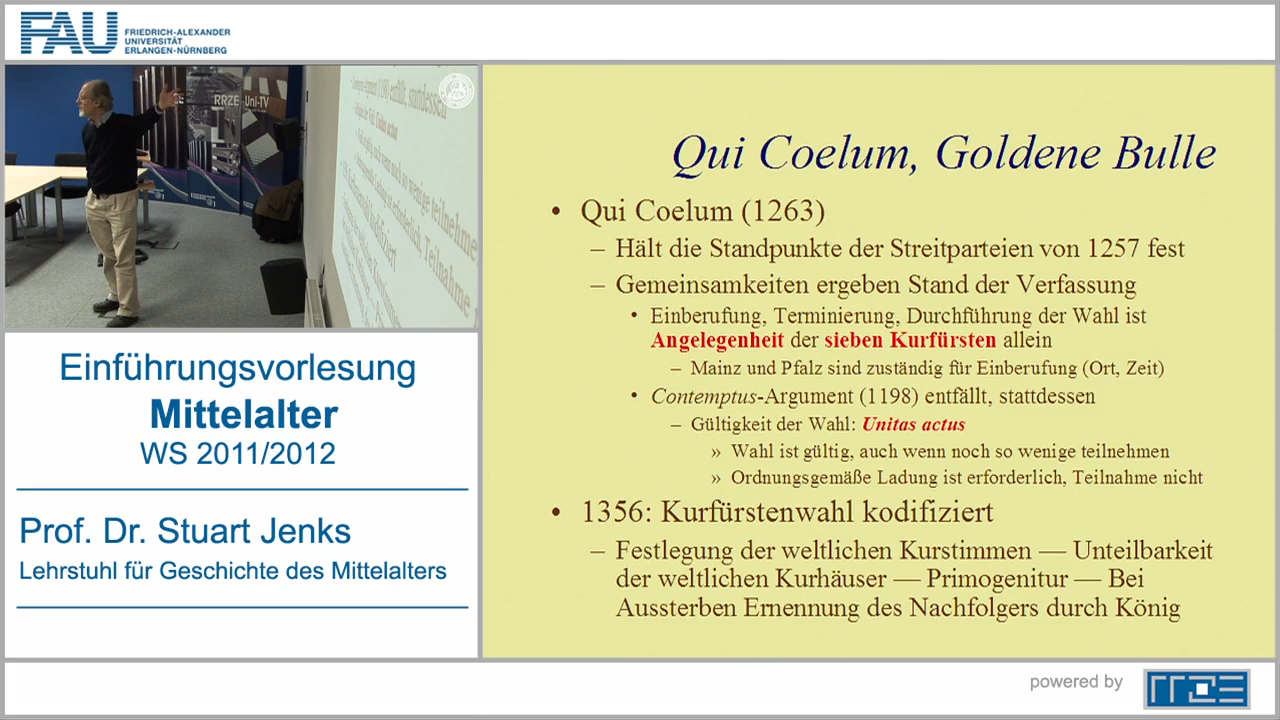 FAU
FRIEDRICH-ALEXANDER
UNIVERSITÄT
ERLANGEN-NÜRNBERG
RRZE Uni-TV
Einführungsvorlesung
Mittelalter
WS 2011/2012
Prof. Dr. Stuart Jenks
Lehrstuhl für Geschichte des Mittelalters
Qui Coelum, Goldene Bulle
• Qui Coelum (1263)
– Hält die Standpunkte der Streitparteien von 1257 fest
– Gemeinsamkeiten ergeben Stand der Verfassung
• Einberufung, Terminierung, Durchführung der Wahl ist
Angelegenheit der sieben Kurfürsten allein
– Mainz und Pfalz sind zuständig für Einberufung (Ort, Zeit)
• Contemptus-Argument (1198) entfällt, stattdessen
– Gültigkeit der Wahl: Unitas actus
» Wahl ist gültig, auch wenn noch so wenige teilnehmen
» Ordnungsgemäße Ladung ist erforderlich, Teilnahme nicht
• 1356: Kurfürstenwahl kodifiziert
– Festlegung der weltlichen Kurstimmen — Unteilbarkeit
der weltlichen Kurhäuser — Primogenitur — Bei
Aussterben Ernennung des Nachfolgers durch König
powered by
rrze